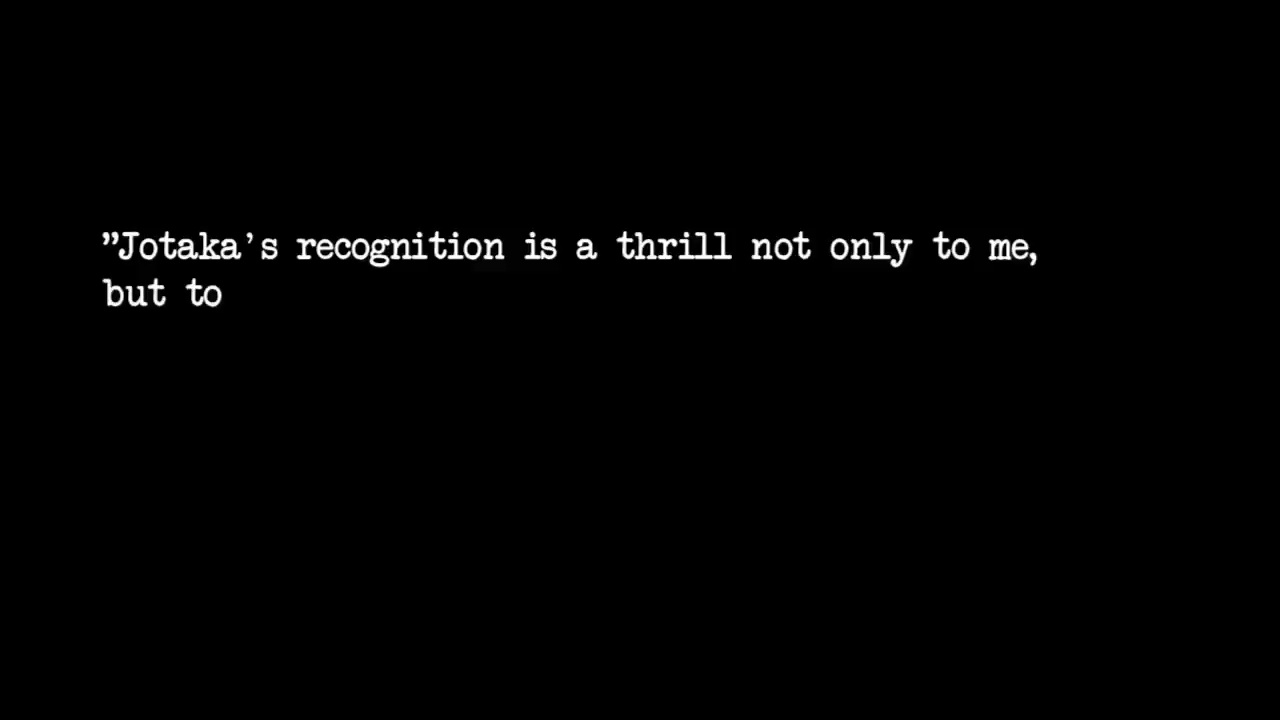 ”Jotaka’s recognition is a thrill not only to me,
but to